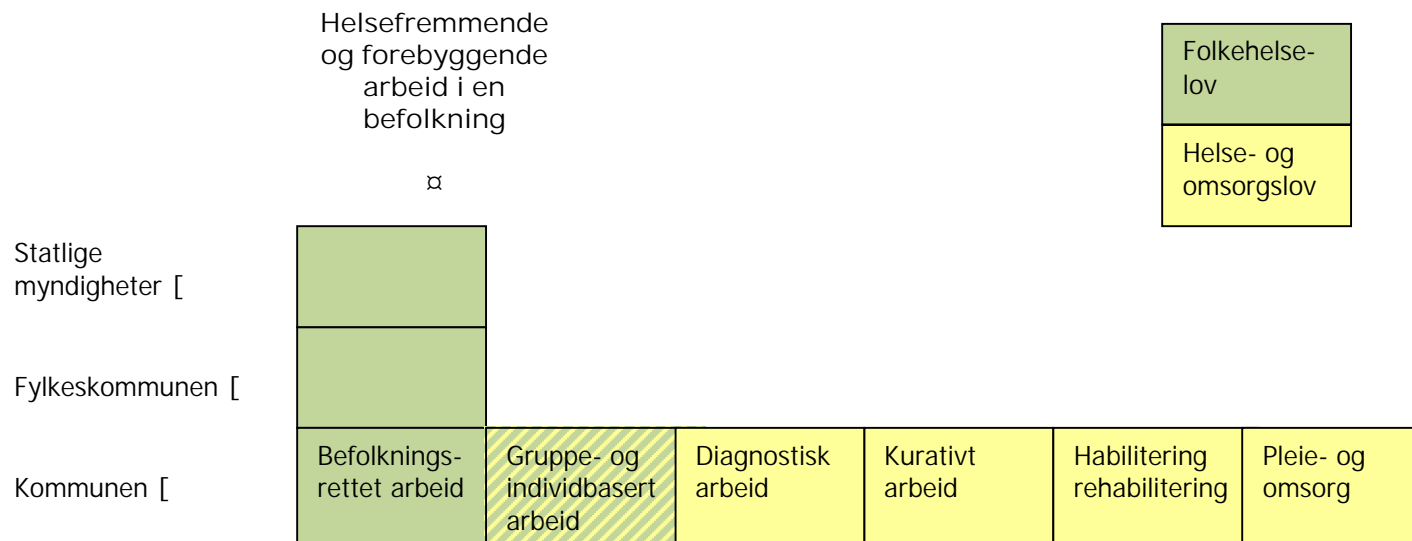 Helsefremmende
og forebyggende
arbeid i en
befolkning
¤
Folkehelse-
lov
Helse- og
omsorgslov
Statlige
myndigheter [
Fylkeskommunen [
Kommunen [
Befolknings-
rettet arbeid
Gruppe- og
individbasert
arbeid
Diagnostisk
arbeid
Kurativt
arbeid
Habilitering
rehabilitering
Pleie- og
omsorg